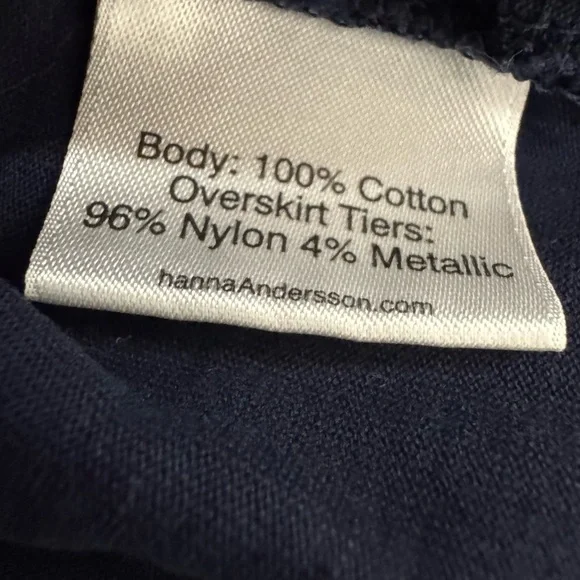 Body: 100% Cotton
Overskirt Tiers:
96% Nylon 4% Metallic
hannaAndersson.com